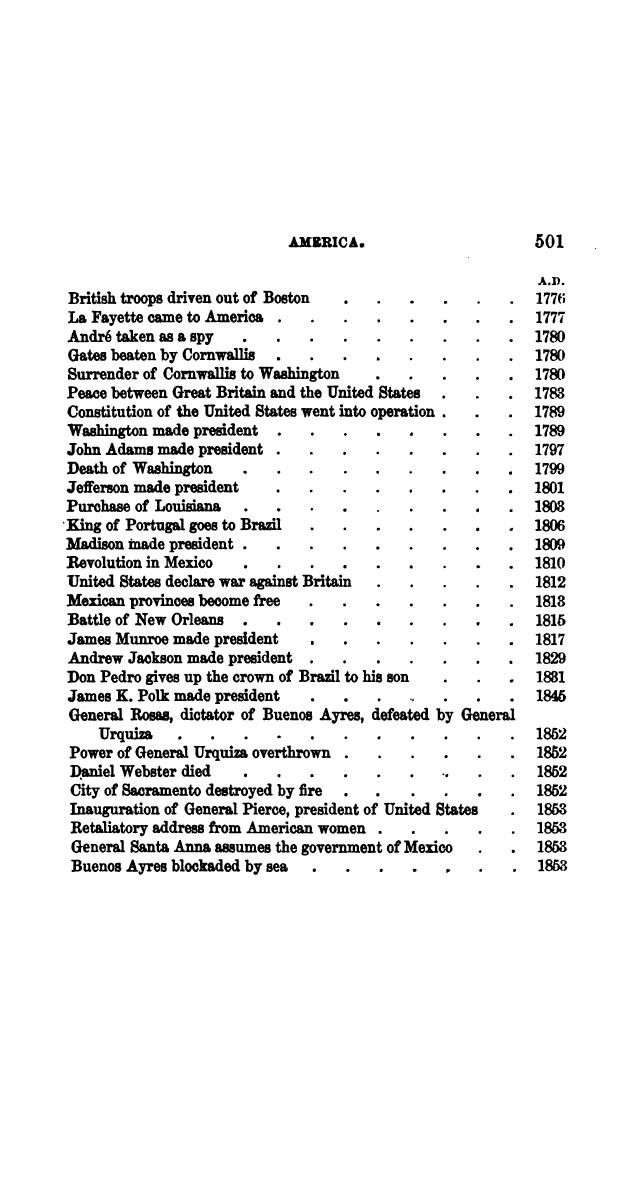 AMERICA. 501
A.D.
British troops driven out of Boston . . . . . . 1776
La Fayette came to America . . . . . . . . 1777
André taken as a spy . . . . . . . . . 1780
Gates beaten by Cornwallis . . . . . . . . 1780
Surrender of Cornwallis to Washington . . . . . 1780
Peace between Great Britain and the United States . . . 1783
Constitution of the United States went into operation . . . 1789
Washington made president . . . . . . . . 1789
John Adams made president . . . . . . . . 1797
Death of Washington . . . . . . . . . 1799
Jefferson made president . . . . . . . . 1801
Purchase of Louisiana . . . . . . . . . 1803
King of Portugal goes to Brazil . . . . . . . 1806
Madison made president . . . . . . . . . 1809
Revolution in Mexico . . . . . . . . . 1810
United States declare war against Britain . . . . . 1812
Mexican provinces become free . . . . . . . 1813
Battle of New Orleans . . . . . . . . . 1815
James Munroe made president . . . . . . . 1817
Andrew Jackson made president . . . . . . . 1829
Don Pedro gives up the crown of Brazil to his son . . . 1831
James K. Polk made president . . . . . . . 1845
General Rosas, dictator of Buenos Ayres, defeated by General
Urquiza . . . . . . . . . . . 1852
Power of General Urquiza overthrown . . . . . . 1852
Daniel Webster died . . . . . . . . . 1852
City of Sacramento destroyed by fire . . . . . . 1852
Inauguration of General Pierce, president of United States . 1853
Retaliatory address from American women . . . . . 1853
General Santa Anna assumes the government of Mexico . . 1853
Buenos Ayres blockaded by sea . . . . . . . 1853